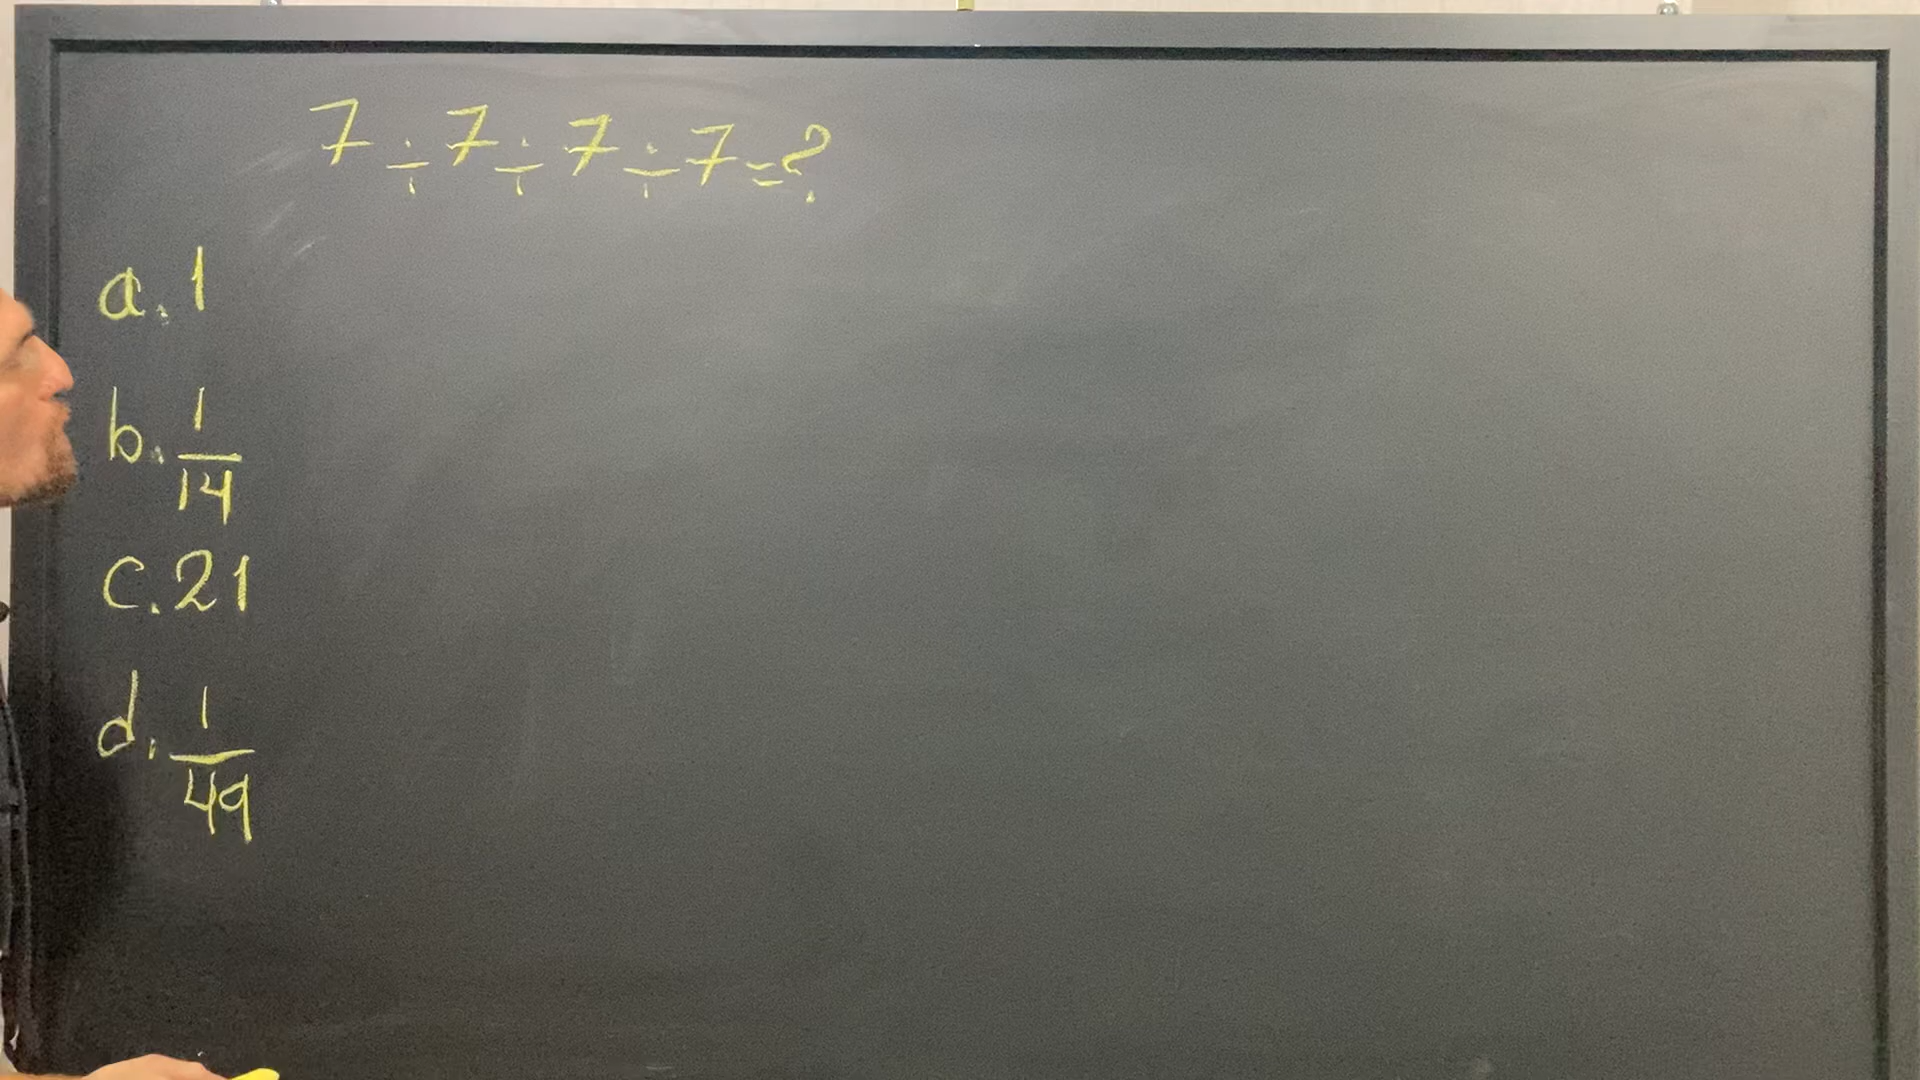 7 ÷ 7 ÷ 7 ÷ 7 = ?
a. 1
b. 1/14
c. 21
d. 1/49